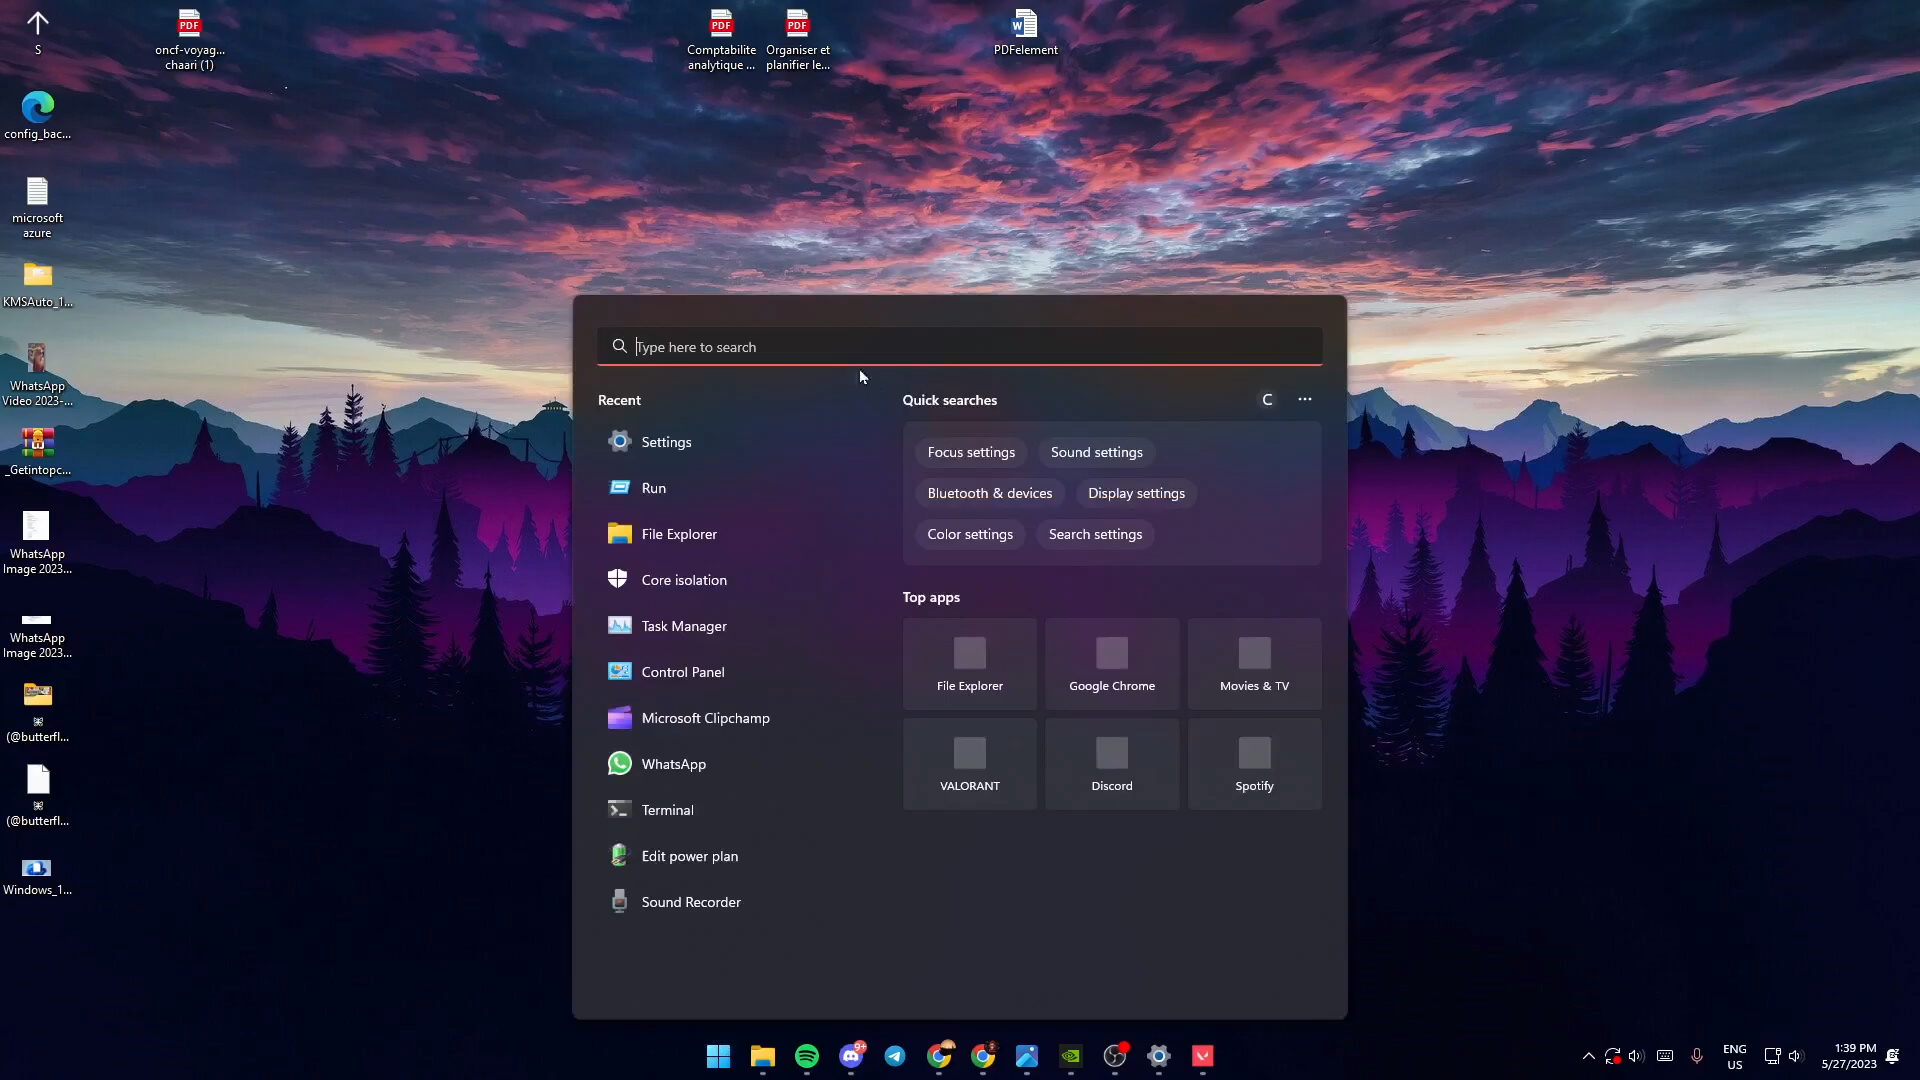 S
oncf-voyag...
chaari (1)
Comptabilite
analytique ...
Organiser et
planifier le...
PDFelement
config_bac...
microsoft
azure
KMSAuto_1...
WhatsApp
Video 2023-...
_Getintopc...
WhatsApp
Image 2023...
WhatsApp
Image 2023...
(@butterfl...
(@butterfl...
Windows_1...
Type here to search
Recent
Settings
Run
File Explorer
Core isolation
Task Manager
Control Panel
Microsoft Clipchamp
WhatsApp
Terminal
Edit power plan
Sound Recorder
Quick searches
C
Focus settings
Sound settings
Bluetooth & devices
Display settings
Color settings
Search settings
Top apps
File Explorer
Google Chrome
Movies & TV
VALORANT
Discord
Spotify
9+
ENG
US
1:39 PM
5/27/2023